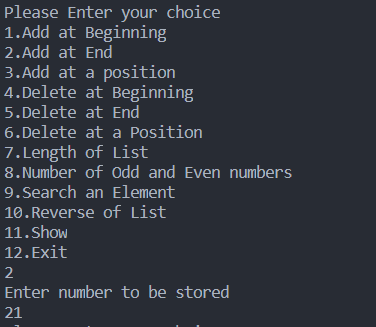 Please Enter your choice
1.Add at Beginning
2.Add at End
3.Add at a position
4.Delete at Beginning
5.Delete at End
6.Delete at a Position
7.Length of List
8.Number of Odd and Even numbers
9.Search an Element
10.Reverse of List
11.Show
12.Exit
2
Enter number to be stored
21